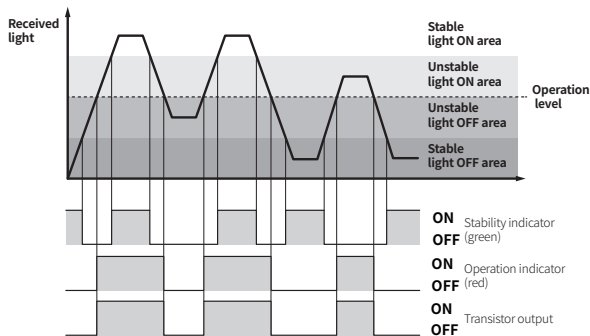 Received
light
Stable
light ON area
Unstable
light ON area
Operation
level
Unstable
light OFF area
Stable
light OFF area
ON
OFF
Stability indicator
(green)
ON
OFF
Operation indicator
(red)
ON
OFF
Transistor output